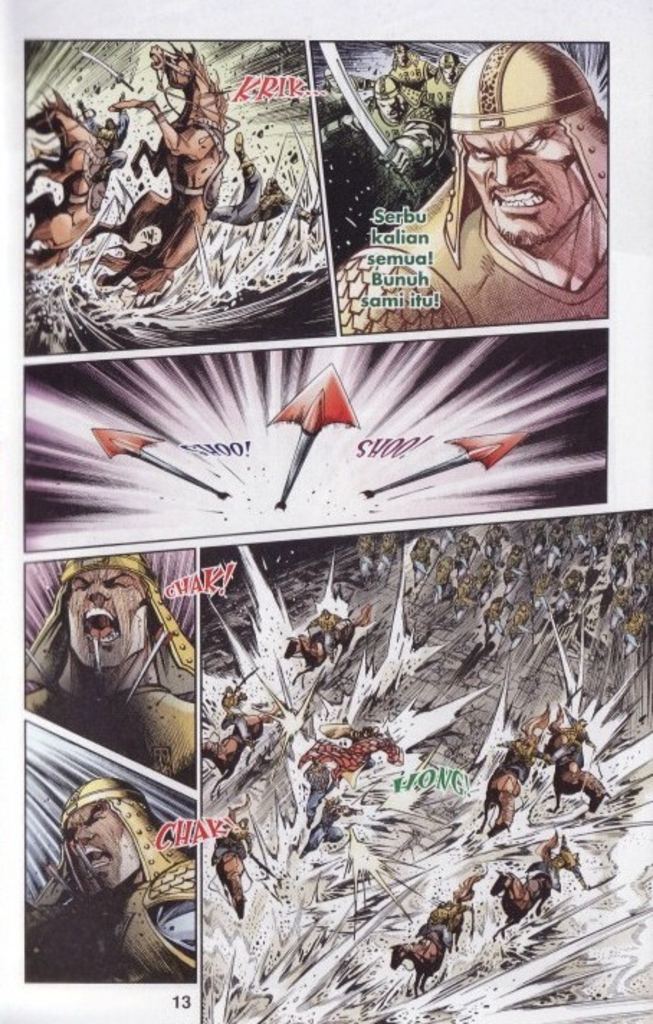 KRIK...
Serbu
kalian
semua!
Bunuh
sami itu!
SHOO!
SHOO!
CHAK!
CHAK!
HONG!
13